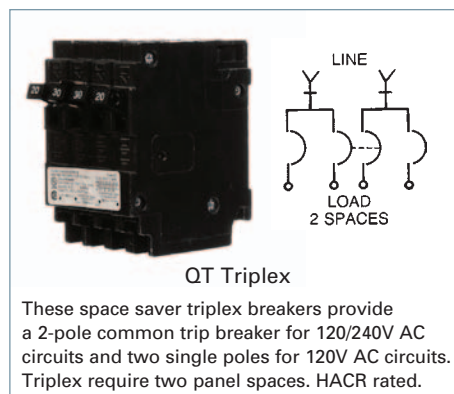 20 30 30 20
LINE
LOAD
2 SPACES
QT Triplex
These space saver triplex breakers provide
a 2-pole common trip breaker for 120/240V AC
circuits and two single poles for 120V AC circuits.
Triplex require two panel spaces. HACR rated.